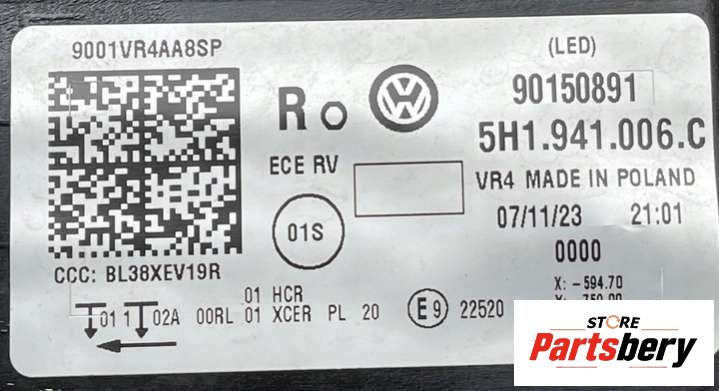 9001VR4AA8SP
(LED)
R
90150891
5H1.941.006.C
ECE RV
VR4 MADE IN POLAND
01S
07/11/23 21:01
0000
CCC: BL38XEV19R
X: -594.70
01 HCR
01 1 02A 00RL 01 XCER PL 20 E9 22520
STORE
Partsbery